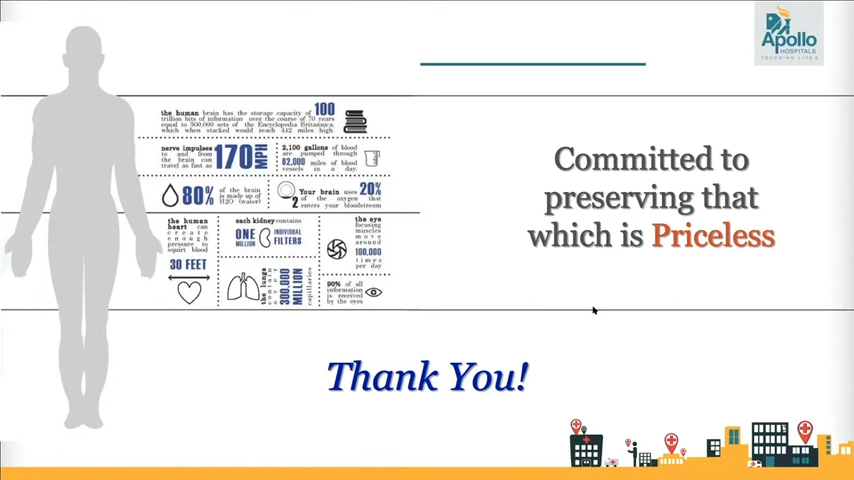 Apollo
HOSPITALS
TOUCHING LIVES
the human brain has the storage capacity of 100
trillion bits of information over the course of 70 years
equal to 500,000 sets of the Encyclopedia Britannica,
which when stacked would reach 442 miles high.
nerve impulses
to and from
the brain can
travel as fast as
170 MPH
2,100 gallons of blood
are pumped through
62,000 miles of blood
vessels in a day.
80%
of the brain
is made up of
H2O (water)
O2
Your brain uses 20%
of the oxygen that
enters your bloodstream
the human
heart can
create
enough
pressure to
squirt blood
30 FEET
each kidney contains
ONE
MILLION
INDIVIDUAL
FILTERS
the lungs
contain
over
300,000
MILLION
capillaries
the eye
focusing
muscles
move
around
100,000
times
per day
90% of all
information
is received
by the eyes
Committed to
preserving that
which is Priceless
Thank You!